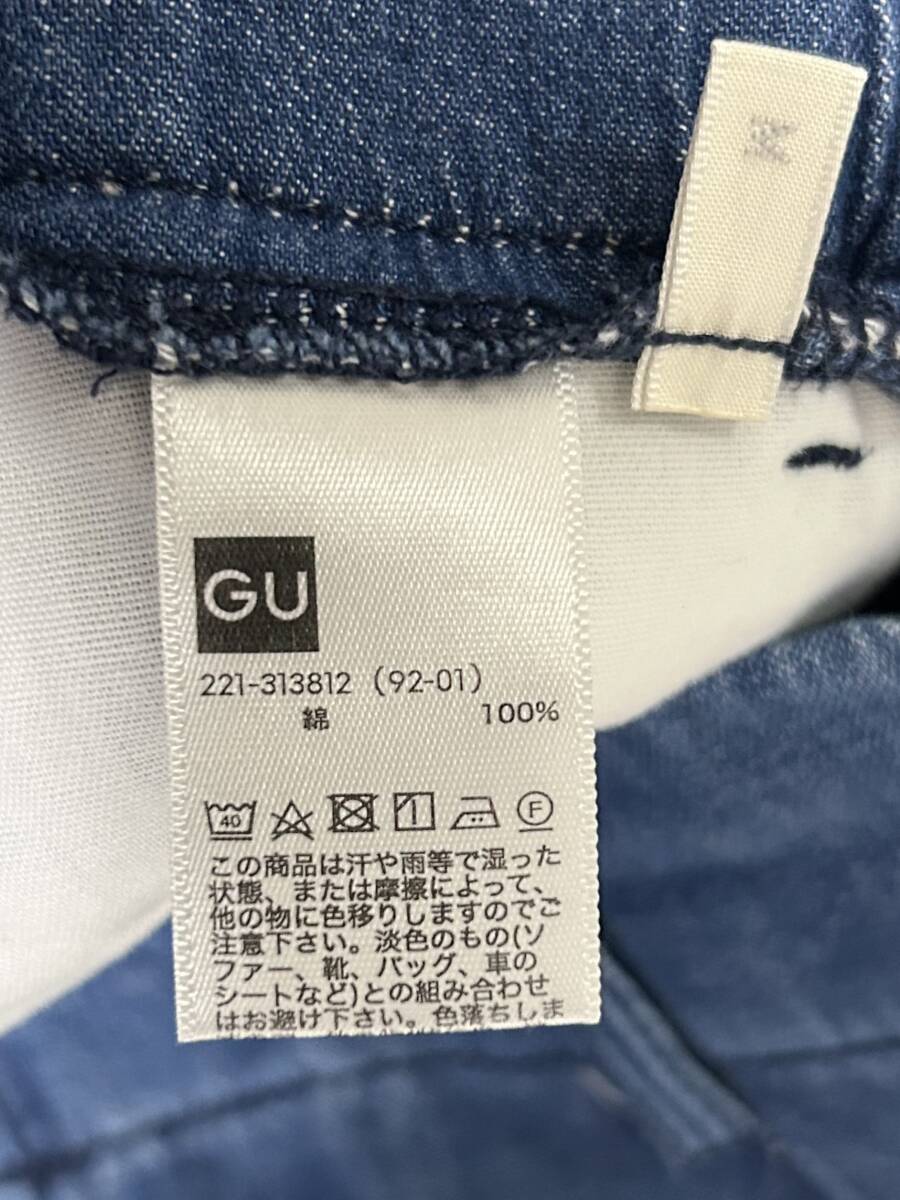 M
GU
221-313812 (92-01)
綿 100%
40
F
この商品は汗や雨等で湿った
状態、または摩擦によって、
他の物に色移りしますのでご
注意下さい。淡色のもの(ソ
ファー、靴、バッグ、車の
シートなど)との組み合わせ
はお避け下さい。色落ちしま